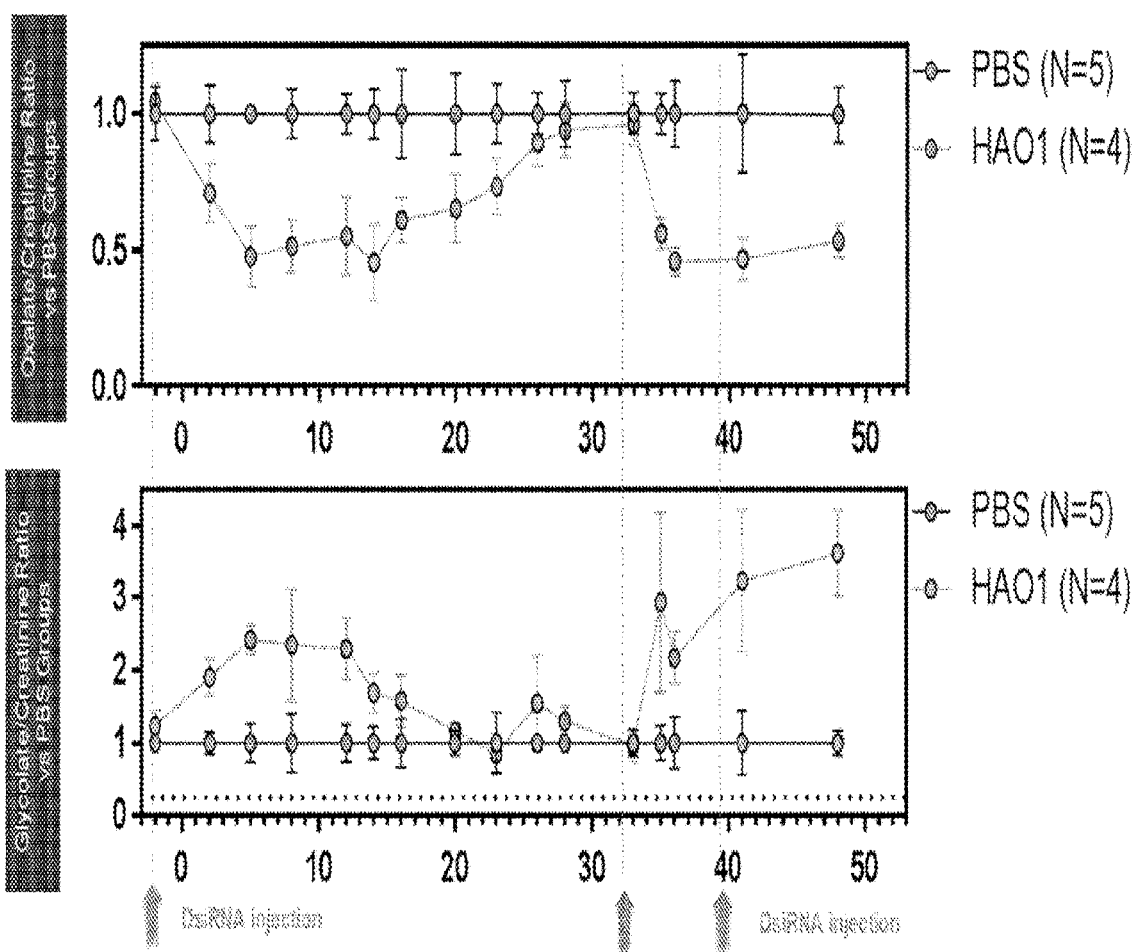 Oxalate/Creatinine Ratio
vs PBS Groups
1.0
0.5
0.0
0 10 20 30 40 50
PBS (N=5)
HAO1 (N=4)
Glycolate/Creatinine Ratio
vs PBS Groups
4
3
2
1
0
0 10 20 30 40 50
PBS (N=5)
HAO1 (N=4)
DsiRNA injection
DsiRNA injection